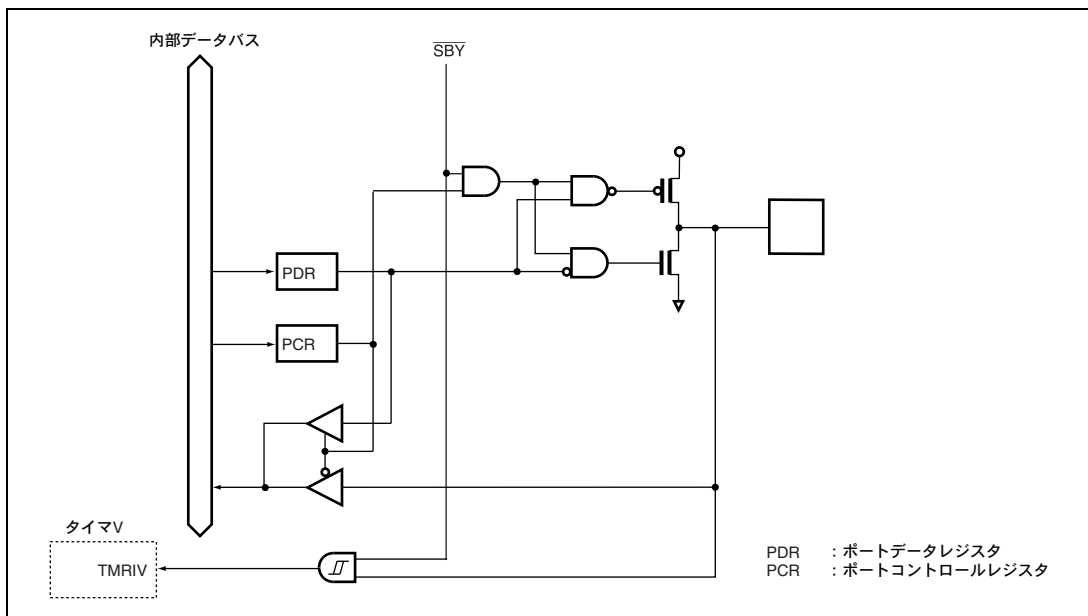 内部データバス
S̅B̅Y̅
PDR
PCR
タイマV
TMRIV
PDR :ポートデータレジスタ
PCR :ポートコントロールレジスタ